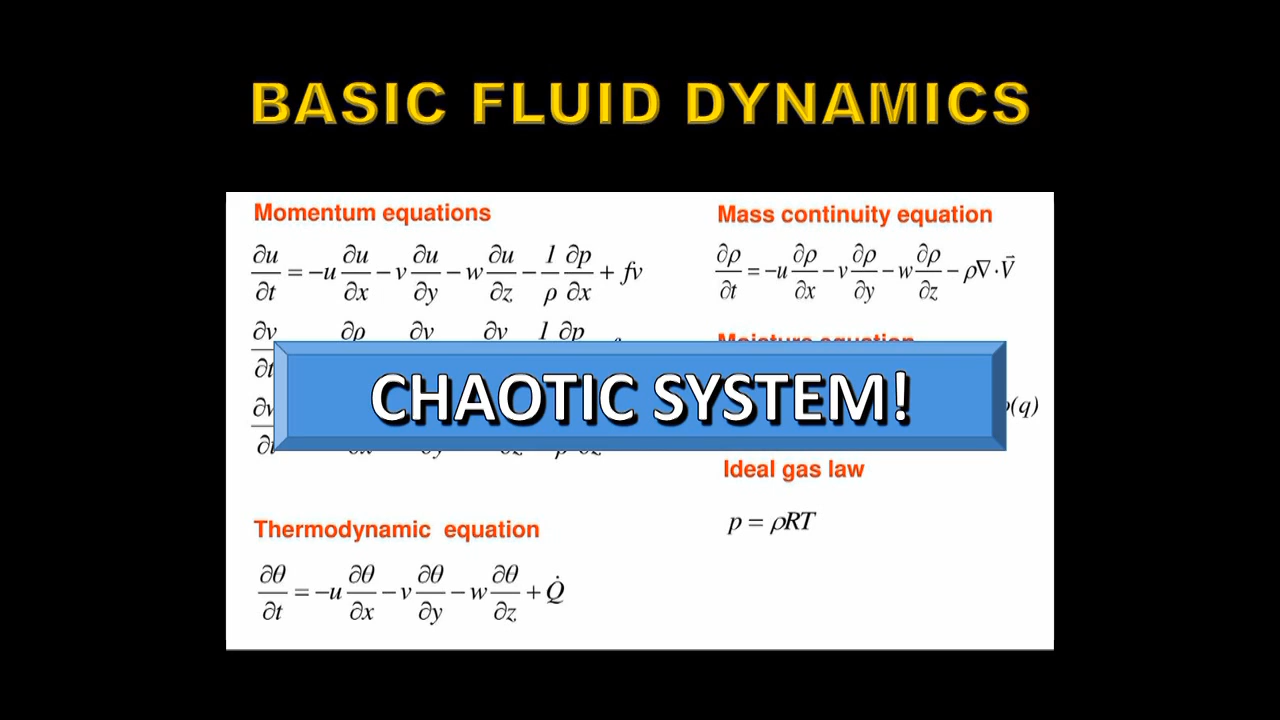 BASIC FLUID DYNAMICS
Momentum equations
∂u/∂t = −u ∂u/∂x − v ∂u/∂y − w ∂u/∂z − 1/ρ ∂p/∂x + fv
∂v ∂ρ ∂v ∂v 1 ∂p
CHAOTIC SYSTEM!
Thermodynamic equation
∂θ/∂t = −u ∂θ/∂x − v ∂θ/∂y − w ∂θ/∂z + Q̇
Mass continuity equation
∂ρ/∂t = −u ∂ρ/∂x − v ∂ρ/∂y − w ∂ρ/∂z − ρ∇·V⃗
Moisture equation
(q)
Ideal gas law
p = ρRT